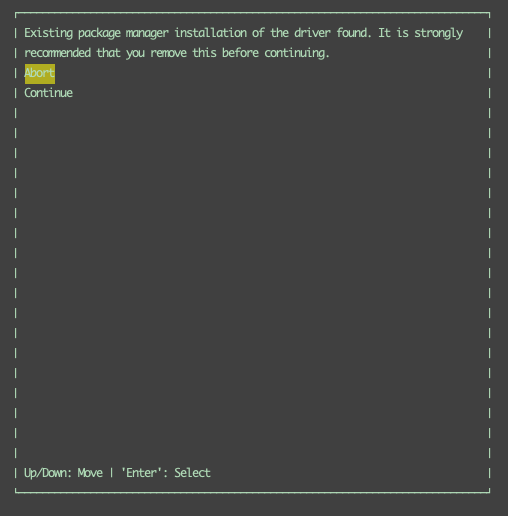 Existing package manager installation of the driver found. It is strongly
recommended that you remove this before continuing.
Abort
Continue
Up/Down: Move | 'Enter': Select